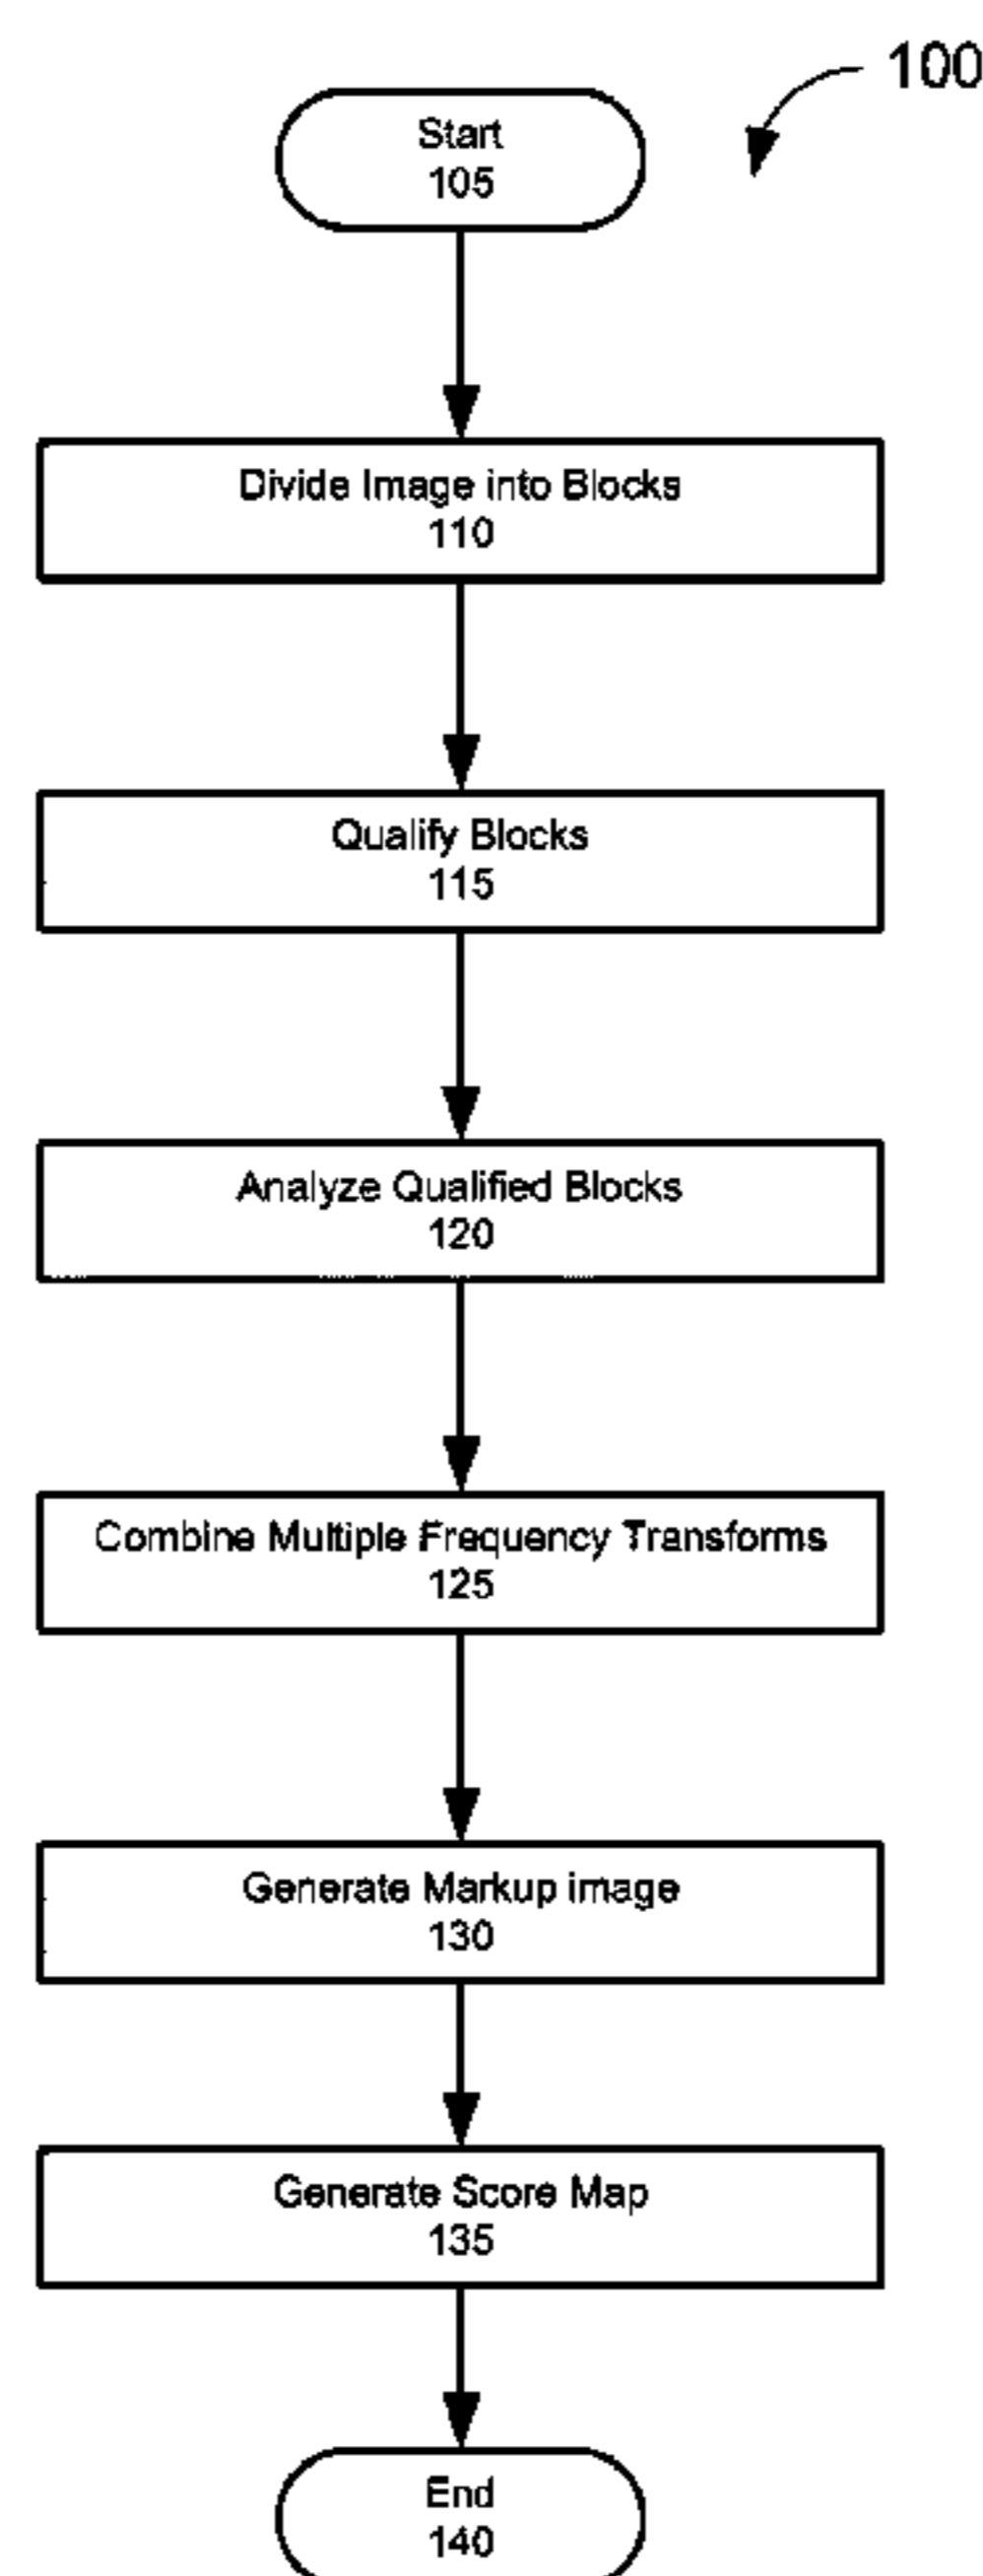 100
Start
105
Divide Image into Blocks
110
Qualify Blocks
115
Analyze Qualified Blocks
120
Combine Multiple Frequency Transforms
125
Generate Markup image
130
Generate Score Map
135
End
140